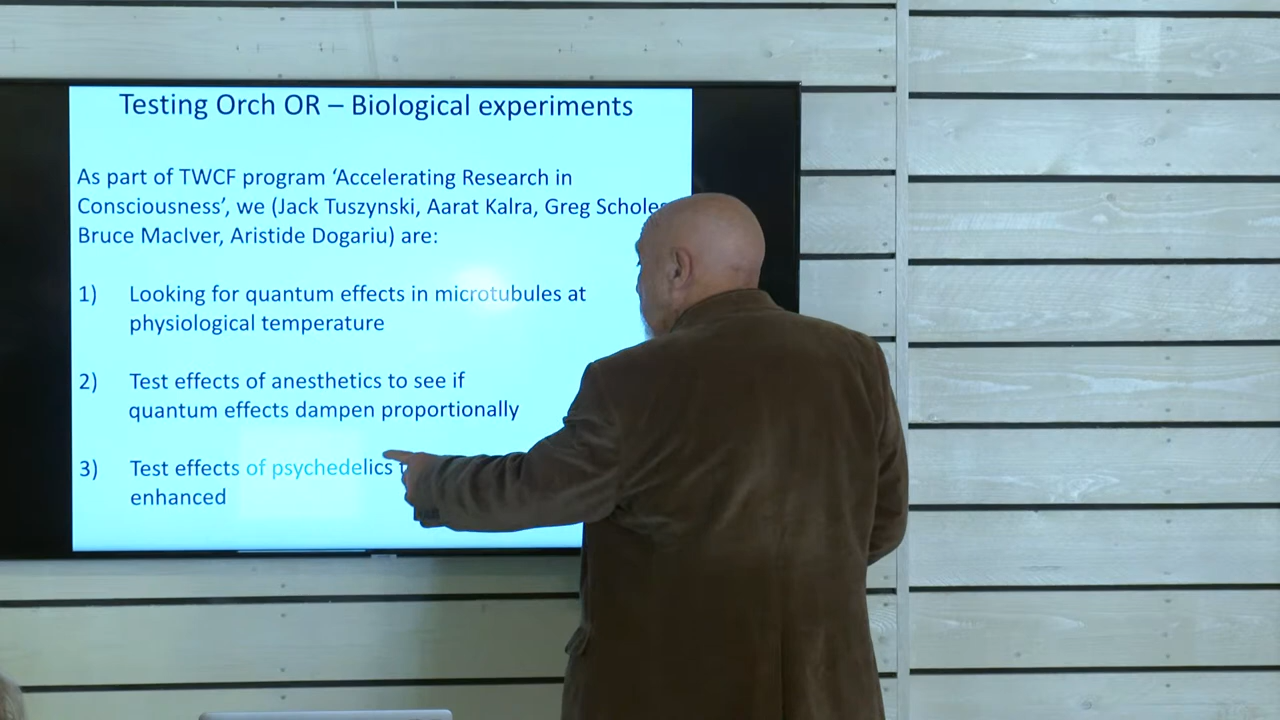 Testing Orch OR – Biological experiments
As part of TWCF program ‘Accelerating Research in
Consciousness’, we (Jack Tuszynski, Aarat Kalra, Greg Scholes
Bruce MacIver, Aristide Dogariu) are:
1) Looking for quantum effects in microtubules at
physiological temperature
2) Test effects of anesthetics to see if
quantum effects dampen proportionally
3) Test effects of psychedelics
enhanced